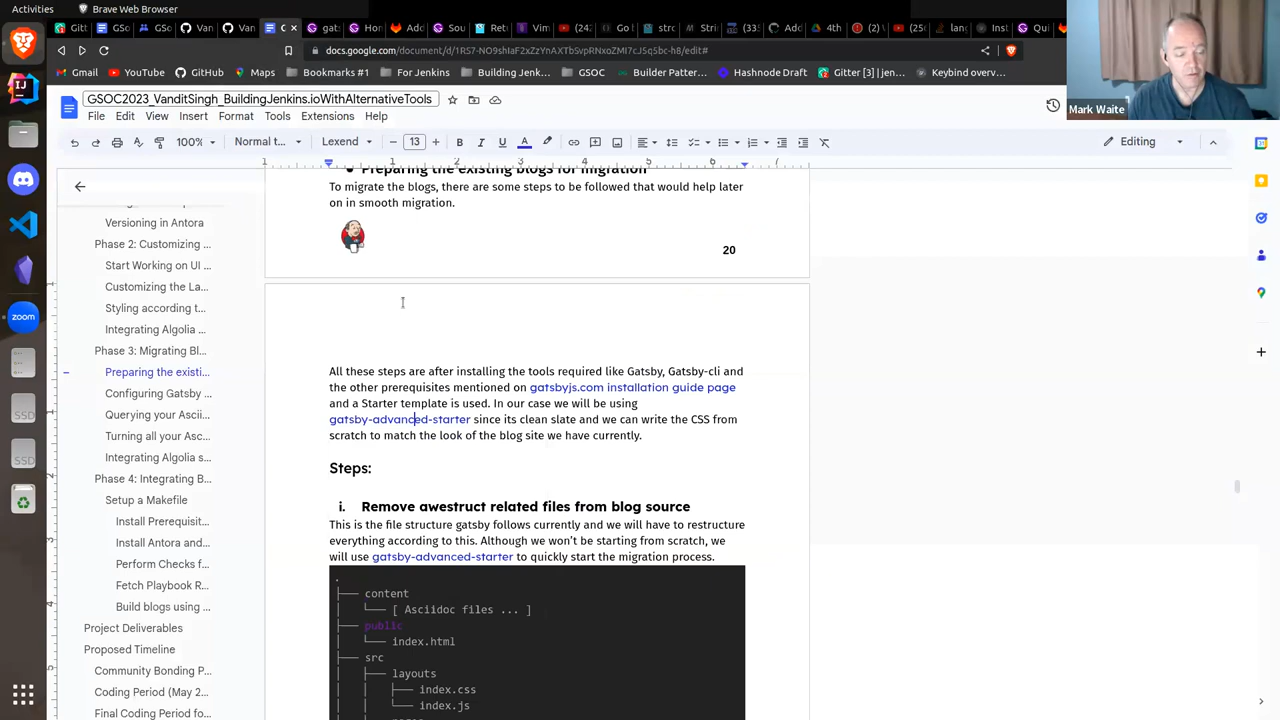 Activities
Brave Web Browser
docs.google.com/document/d/1RS7-NO9shIaF2xZzYnAXTbSvpRNxoZMI7cJ5q5bc-h8/edit#
Gmail
YouTube
GitHub
Maps
Bookmarks #1
For Jenkins
Building Jenk...
GSOC
Builder Patter...
Hashnode Draft
Gitter [3] | jen...
Keybind overv...
Mark Waite
GSOC2023_VanditSingh_BuildingJenkins.ioWithAlternativeTools
File Edit View Insert Format Tools Extensions Help
100% Normal t... Lexend 13 Editing
Versioning in Antora
Phase 2: Customizing ...
Start Working on UI ...
Customizing the La...
Styling according t...
Integrating Algolia ...
Phase 3: Migrating Bl...
Preparing the existi...
Configuring Gatsby ...
Querying your Ascii...
Turning all your Asc...
Integrating Algolia s...
Phase 4: Integrating B...
Setup a Makefile
Install Prerequisit...
Install Antora and...
Perform Checks f...
Fetch Playbook R...
Build blogs using ...
Project Deliverables
Proposed Timeline
Community Bonding P...
Coding Period (May 2...
Final Coding Period fo...
Preparing the existing blogs for migration
To migrate the blogs, there are some steps to be followed that would help later
on in smooth migration.
20
All these steps are after installing the tools required like Gatsby, Gatsby-cli and
the other prerequisites mentioned on gatsbyjs.com installation guide page
and a Starter template is used. In our case we will be using
gatsby-advanced-starter since its clean slate and we can write the CSS from
scratch to match the look of the blog site we have currently.
Steps:
i. Remove awestruct related files from blog source
This is the file structure gatsby follows currently and we will have to restructure
everything according to this. Although we won't be starting from scratch, we
will use gatsby-advanced-starter to quickly start the migration process.
.
├── content
│ └── [ Asciidoc files ... ]
├── public
│ └── index.html
├── src
│ ├── layouts
│ │ ├── index.css
│ │ └── index.js
zoom
SSD
SSD